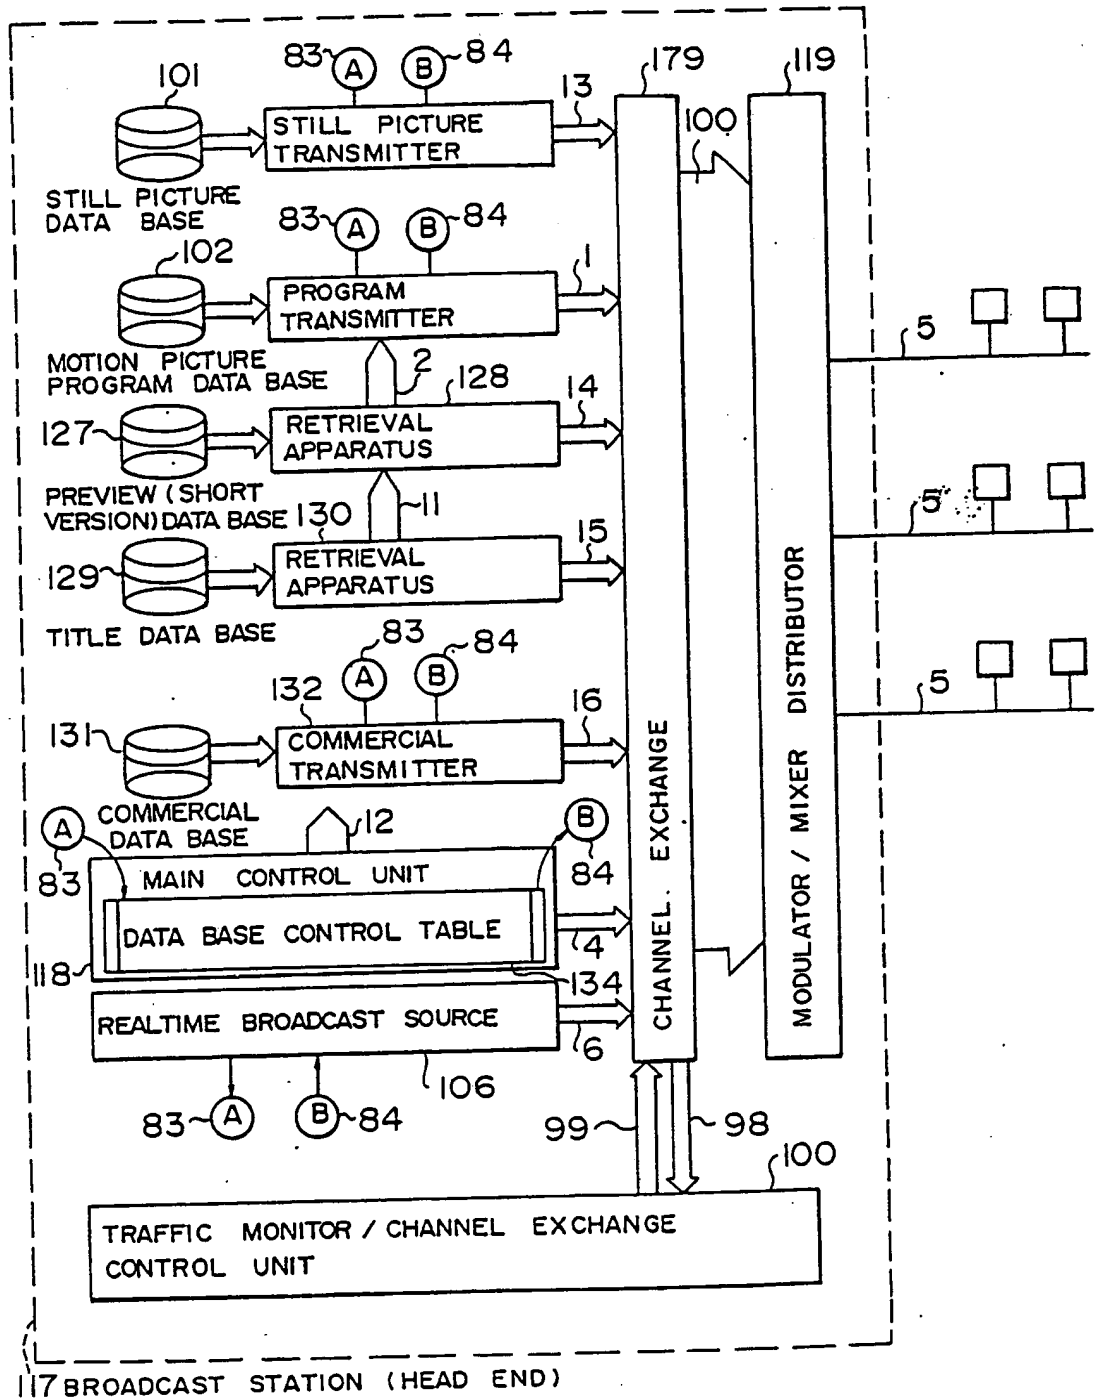 83 A B 84
179
119
101
13
STILL PICTURE
TRANSMITTER
100
STILL PICTURE
DATA BASE
83 A B 84
102
1
PROGRAM
TRANSMITTER
MOTION PICTURE
PROGRAM DATA BASE
2
128
14
5
127
RETRIEVAL
APPARATUS
PREVIEW (SHORT
VERSION) DATA BASE
130
11
15
5
129
RETRIEVAL
APPARATUS
TITLE DATA BASE
83 A B 84
132
16
5
131
COMMERCIAL
TRANSMITTER
COMMERCIAL
DATA BASE
A 83
12
B 84
MAIN CONTROL UNIT
DATA BASE CONTROL TABLE
4
118
134
REALTIME BROADCAST SOURCE
6
106
83 A B 84
CHANNEL. EXCHANGE
MODULATOR / MIXER DISTRIBUTOR
99
98
100
TRAFFIC MONITOR / CHANNEL EXCHANGE
CONTROL UNIT
117 BROADCAST STATION (HEAD END)